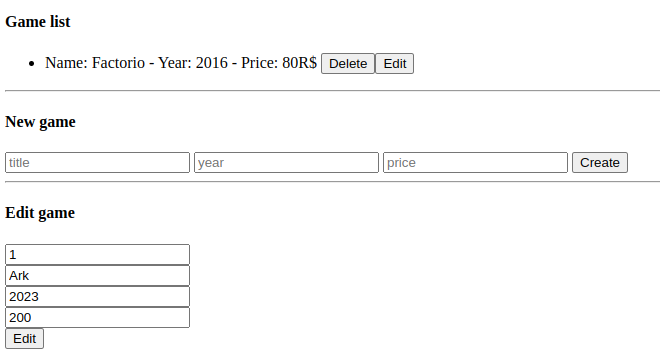 Game list
Name: Factorio - Year: 2016 - Price: 80R$ Delete Edit
New game
title year price Create
Edit game
1
Ark
2023
200
Edit